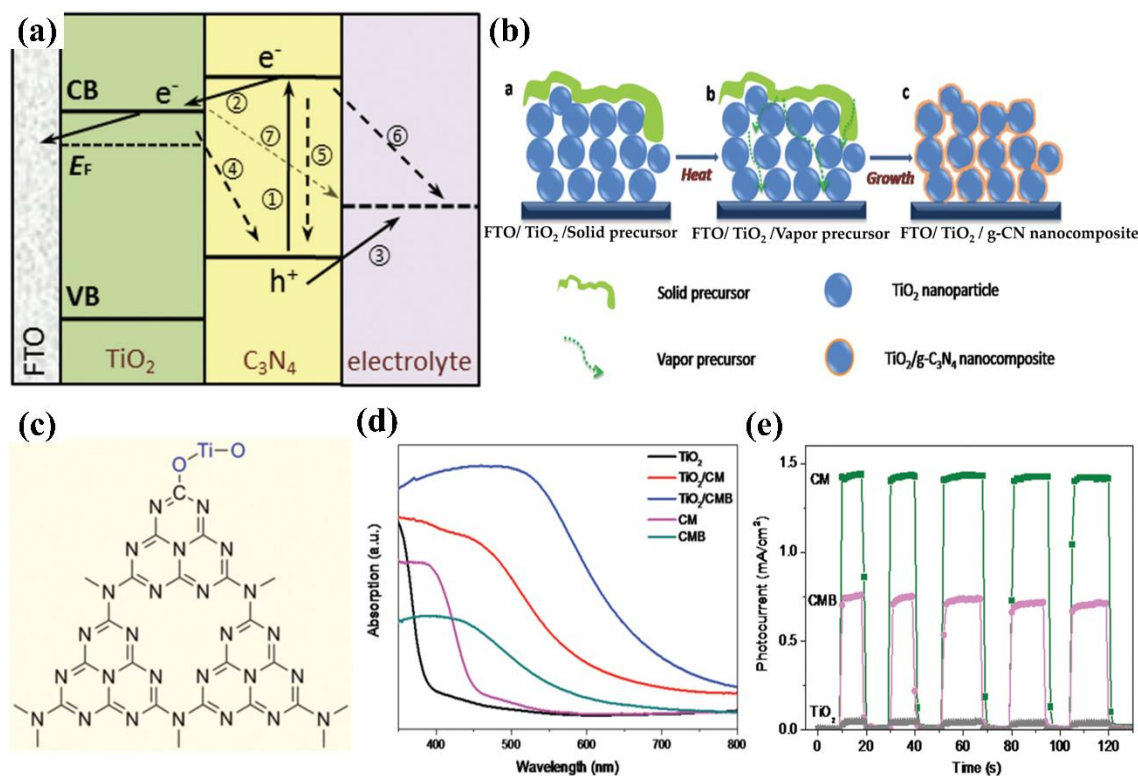 (a)
e⁻
CB
e⁻
②
⑦
⑥
E_F
④
①
⑤
③
h⁺
VB
FTO
TiO₂
C₃N₄
electrolyte
(b)
a
b
c
Heat
Growth
FTO/ TiO₂ /Solid precursor
FTO/ TiO₂ /Vapor precursor
FTO/ TiO₂ / g-CN nanocomposite
Solid precursor
TiO₂ nanoparticle
Vapor precursor
TiO₂/g-C₃N₄ nanocomposite
(c)
O Ti–O
C
N N
N N N
N N N N
N N N N
N N N N
N N N N N N
N N N N N N N
(d)
TiO₂
TiO₂/CM
TiO₂/CMB
CM
CMB
Absorption (a.u.)
400 500 600 700 800
Wavelength (nm)
(e)
1.5
CM
1.0
CMB
0.5
TiO₂
0.0
Photocurrent (mA/cm²)
0 20 40 60 80 100 120
Time (s)